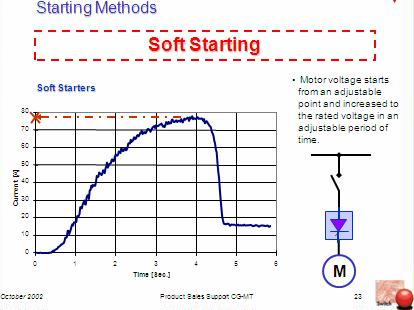 Starting Methods
Soft Starting
Soft Starters
• Motor voltage starts
from an adjustable
point and increased to
the rated voltage in an
adjustable period of
time.
80
70
60
50
40
30
20
10
0
Current [A]
0 1 2 3 4 5 6
Time [Sec.]
M
October 2002
Product Sales Support CG-MT
23
Switch